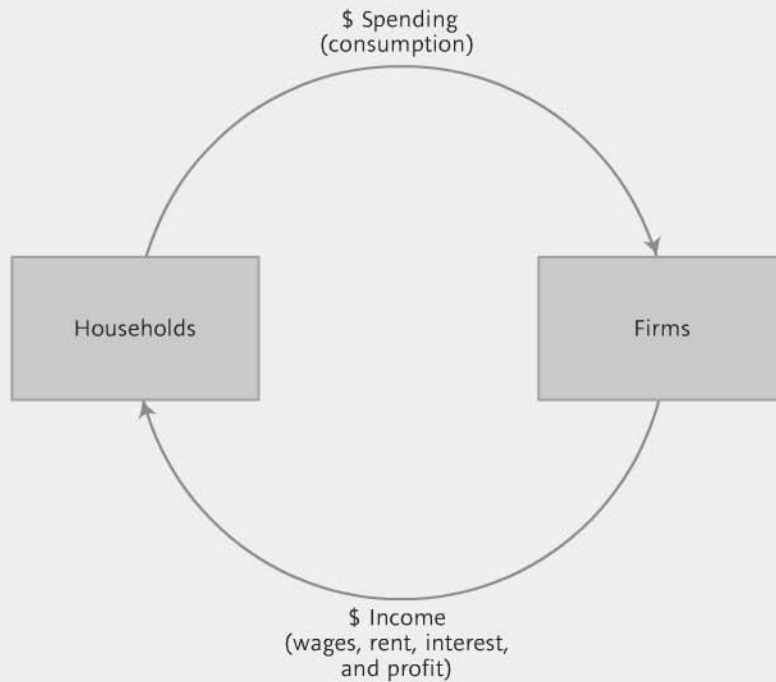 $ Spending
(consumption)
Households
Firms
$ Income
(wages, rent, interest,
and profit)